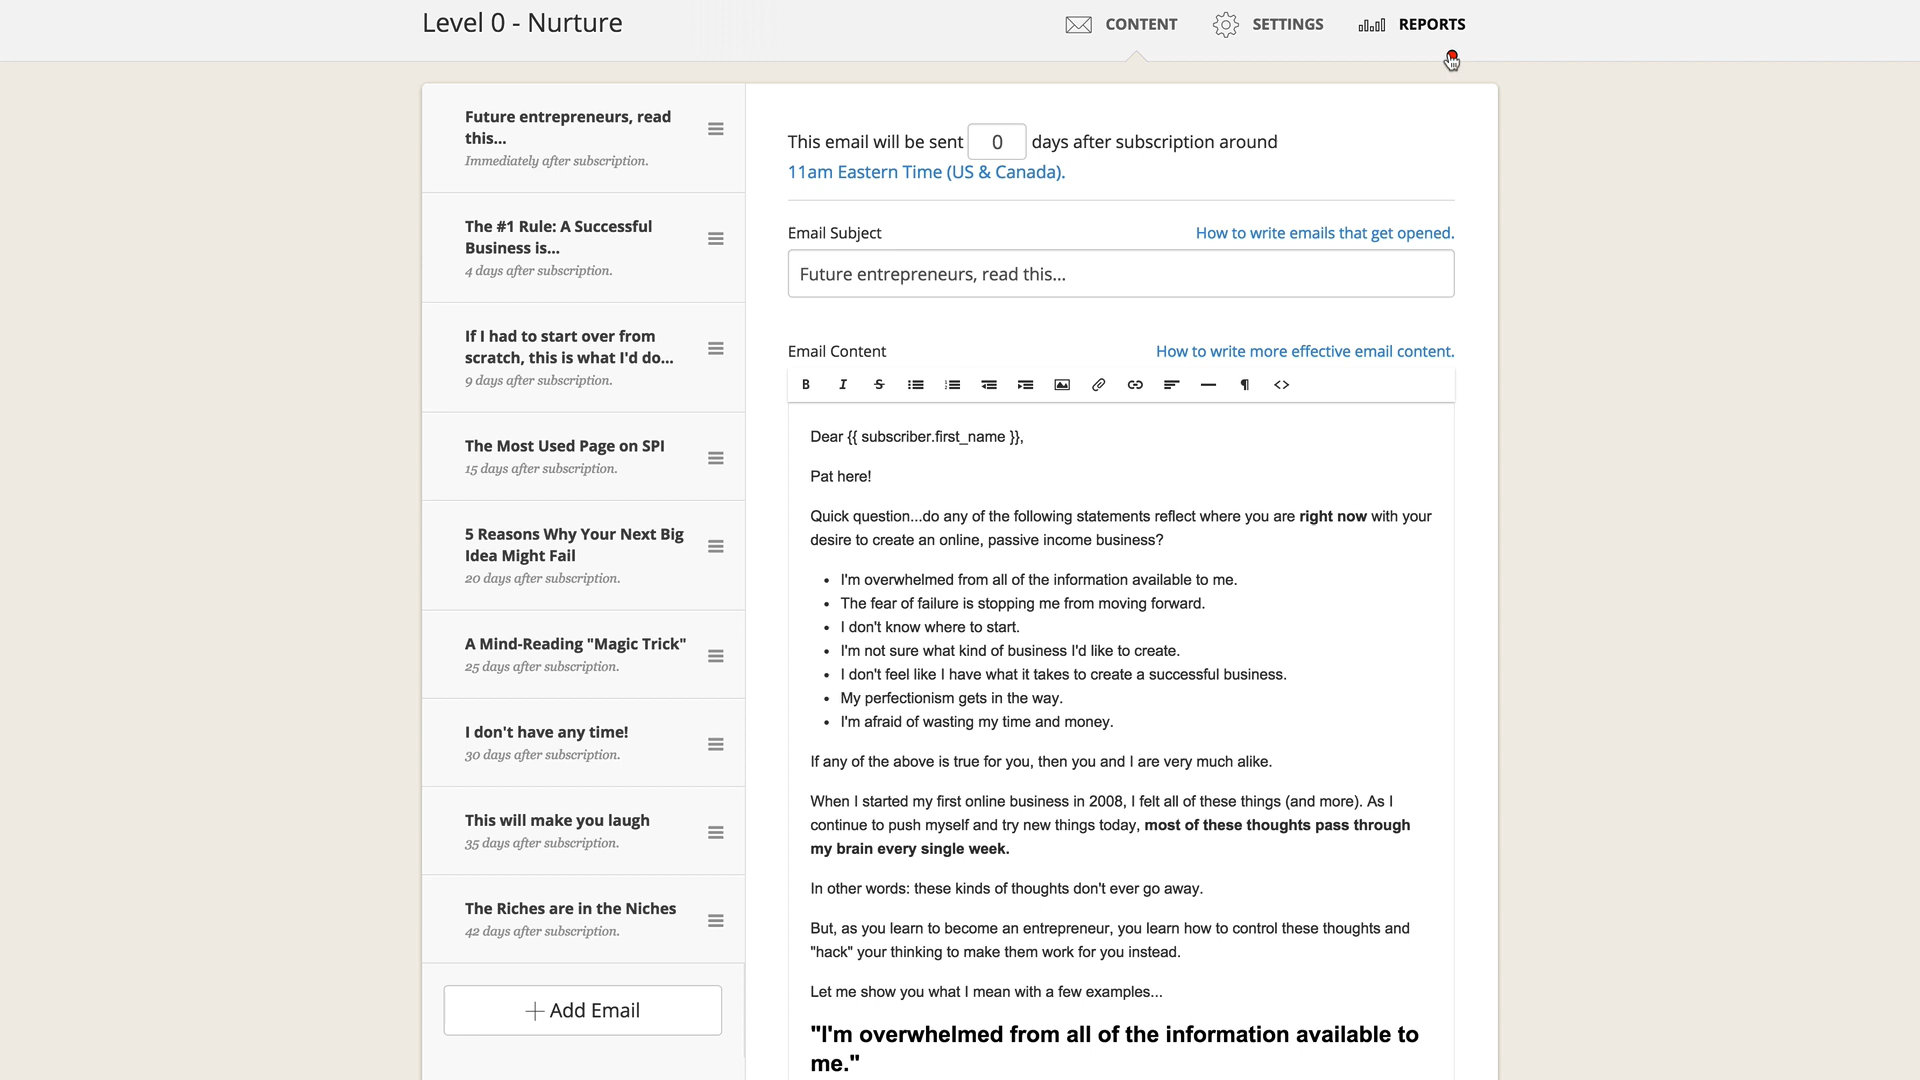 Level 0 - Nurture
CONTENT
SETTINGS
REPORTS
Future entrepreneurs, read
this...
Immediately after subscription.
The #1 Rule: A Successful
Business is...
4 days after subscription.
If I had to start over from
scratch, this is what I'd do...
9 days after subscription.
The Most Used Page on SPI
15 days after subscription.
5 Reasons Why Your Next Big
Idea Might Fail
20 days after subscription.
A Mind-Reading "Magic Trick"
25 days after subscription.
I don't have any time!
30 days after subscription.
This will make you laugh
35 days after subscription.
The Riches are in the Niches
42 days after subscription.
Add Email
This email will be sent 0 days after subscription around
11am Eastern Time (US & Canada).
Email Subject
How to write emails that get opened.
Future entrepreneurs, read this...
Email Content
How to write more effective email content.
Dear {{ subscriber.first_name }},
Pat here!
Quick question...do any of the following statements reflect where you are right now with your
desire to create an online, passive income business?
• I'm overwhelmed from all of the information available to me.
• The fear of failure is stopping me from moving forward.
• I don't know where to start.
• I'm not sure what kind of business I'd like to create.
• I don't feel like I have what it takes to create a successful business.
• My perfectionism gets in the way.
• I'm afraid of wasting my time and money.
If any of the above is true for you, then you and I are very much alike.
When I started my first online business in 2008, I felt all of these things (and more). As I
continue to push myself and try new things today, most of these thoughts pass through
my brain every single week.
In other words: these kinds of thoughts don't ever go away.
But, as you learn to become an entrepreneur, you learn how to control these thoughts and
"hack" your thinking to make them work for you instead.
Let me show you what I mean with a few examples...
"I'm overwhelmed from all of the information available to
me."